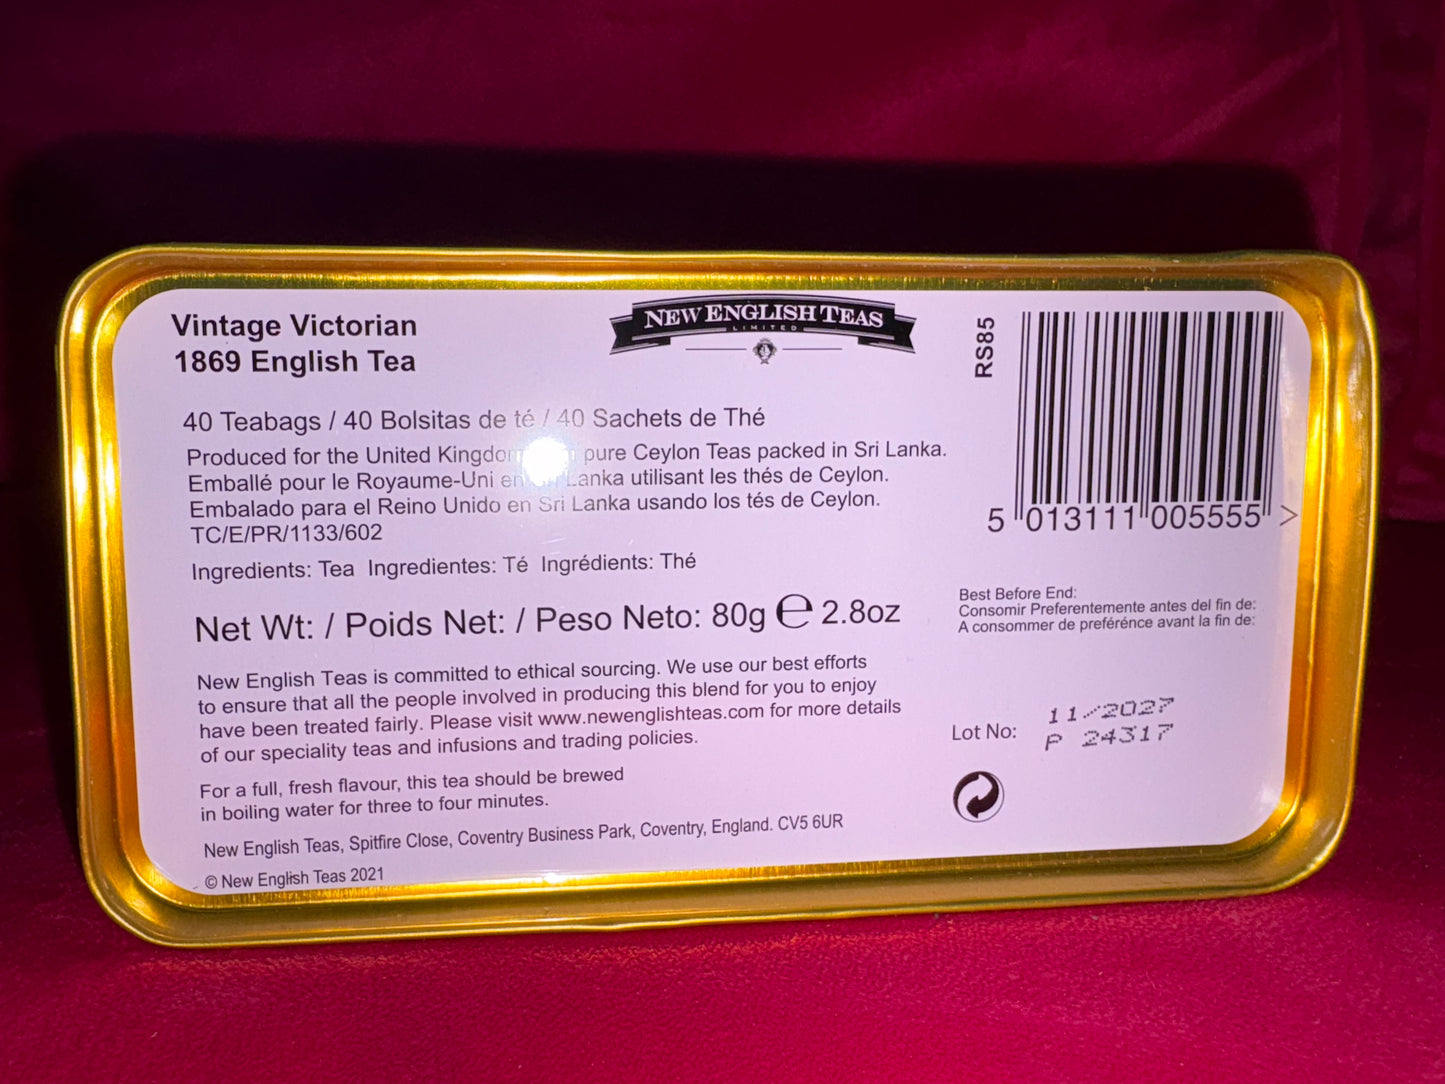 Vintage Victorian
1869 English Tea
NEW ENGLISH TEAS
LIMITED
RS85
40 Teabags / 40 Bolsitas de té / 40 Sachets de Thé
Produced for the United pure Ceylon Teas packed in Sri Lanka.
Emballé pour le Royaume-Uni en Lanka utilisant les thés de Ceylon.
Embalado para el Reino Unido en Sri Lanka usando los tés de Ceylon.
TC/E/PR/1133/602
5 013111 005555 >
Ingredients: Tea Ingredientes: Té Ingrédients: Thé
Net Wt: / Poids Net: / Peso Neto: 80g ℮ 2.8oz
Best Before End:
Consomir Preferentemente antes del fin de:
A consommer de preférénce avant la fin de:
New English Teas is committed to ethical sourcing. We use our best efforts
to ensure that all the people involved in producing this blend for you to enjoy
have been treated fairly. Please visit www.newenglishteas.com for more details
of our speciality teas and infusions and trading policies.
11/2027
Lot No: P 24317
For a full, fresh flavour, this tea should be brewed
in boiling water for three to four minutes.
New English Teas, Spitfire Close, Coventry Business Park, Coventry, England. CV5 6UR
© New English Teas 2021